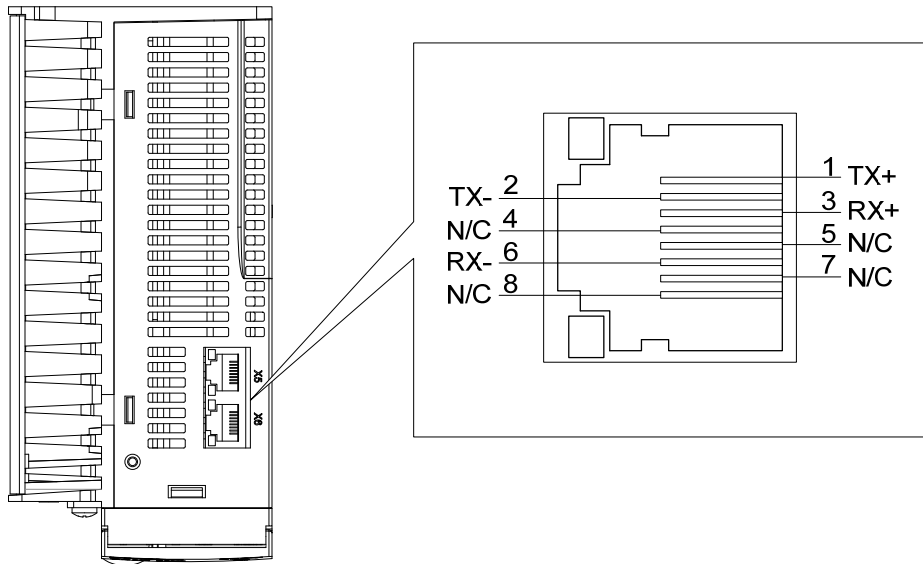 1 TX+
TX- 2
3 RX+
N/C 4
5 N/C
RX- 6
7 N/C
N/C 8
X5
X6